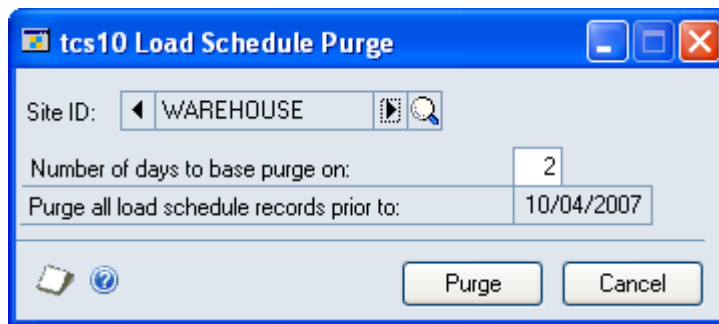 tcs10 Load Schedule Purge
Site ID: WAREHOUSE
Number of days to base purge on: 2
Purge all load schedule records prior to: 10/04/2007
Purge Cancel